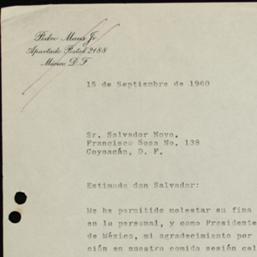 Pedro Maus Jr
Apartado Postal 2188
México D F
15 de Septiembre de 1960
Sr. Salvador Novo,
Francisco Sosa No. 138
Coyoacán, D. F.
Estimado don Salvador:
Me he permitido molestar su fina
en la personal, y como Presidente
de México, mi agradecimiento por
ción en nuestra comida sesión cel